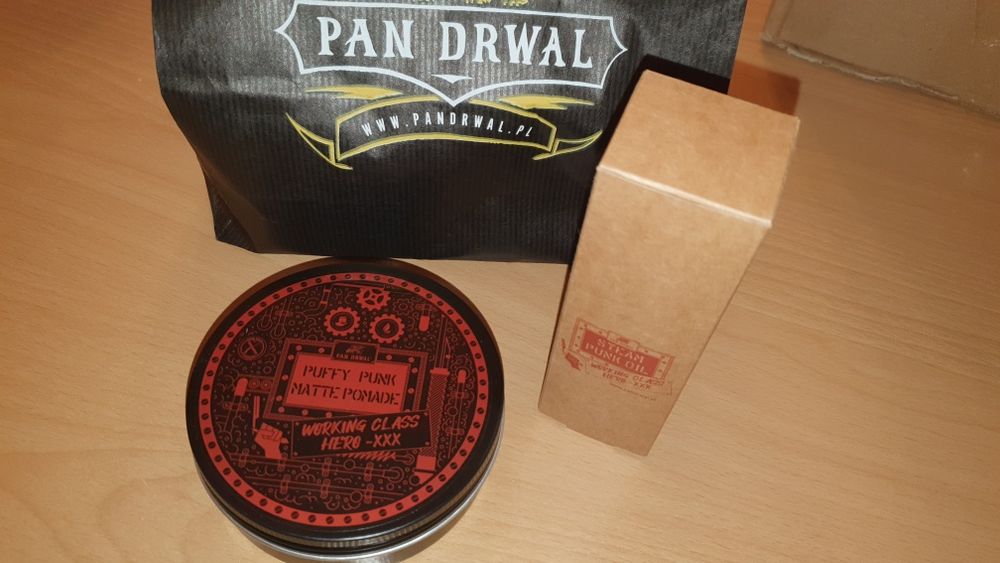 PAN DRWAL
WWW.PANDRWAL.PL
PAN DRWAL
PUFFY PUNK
MATTE POMADE
WORKING CLASS
HERO -XXX
STEAM
PUNK OIL
WORKING CLASS
HERO -XXX